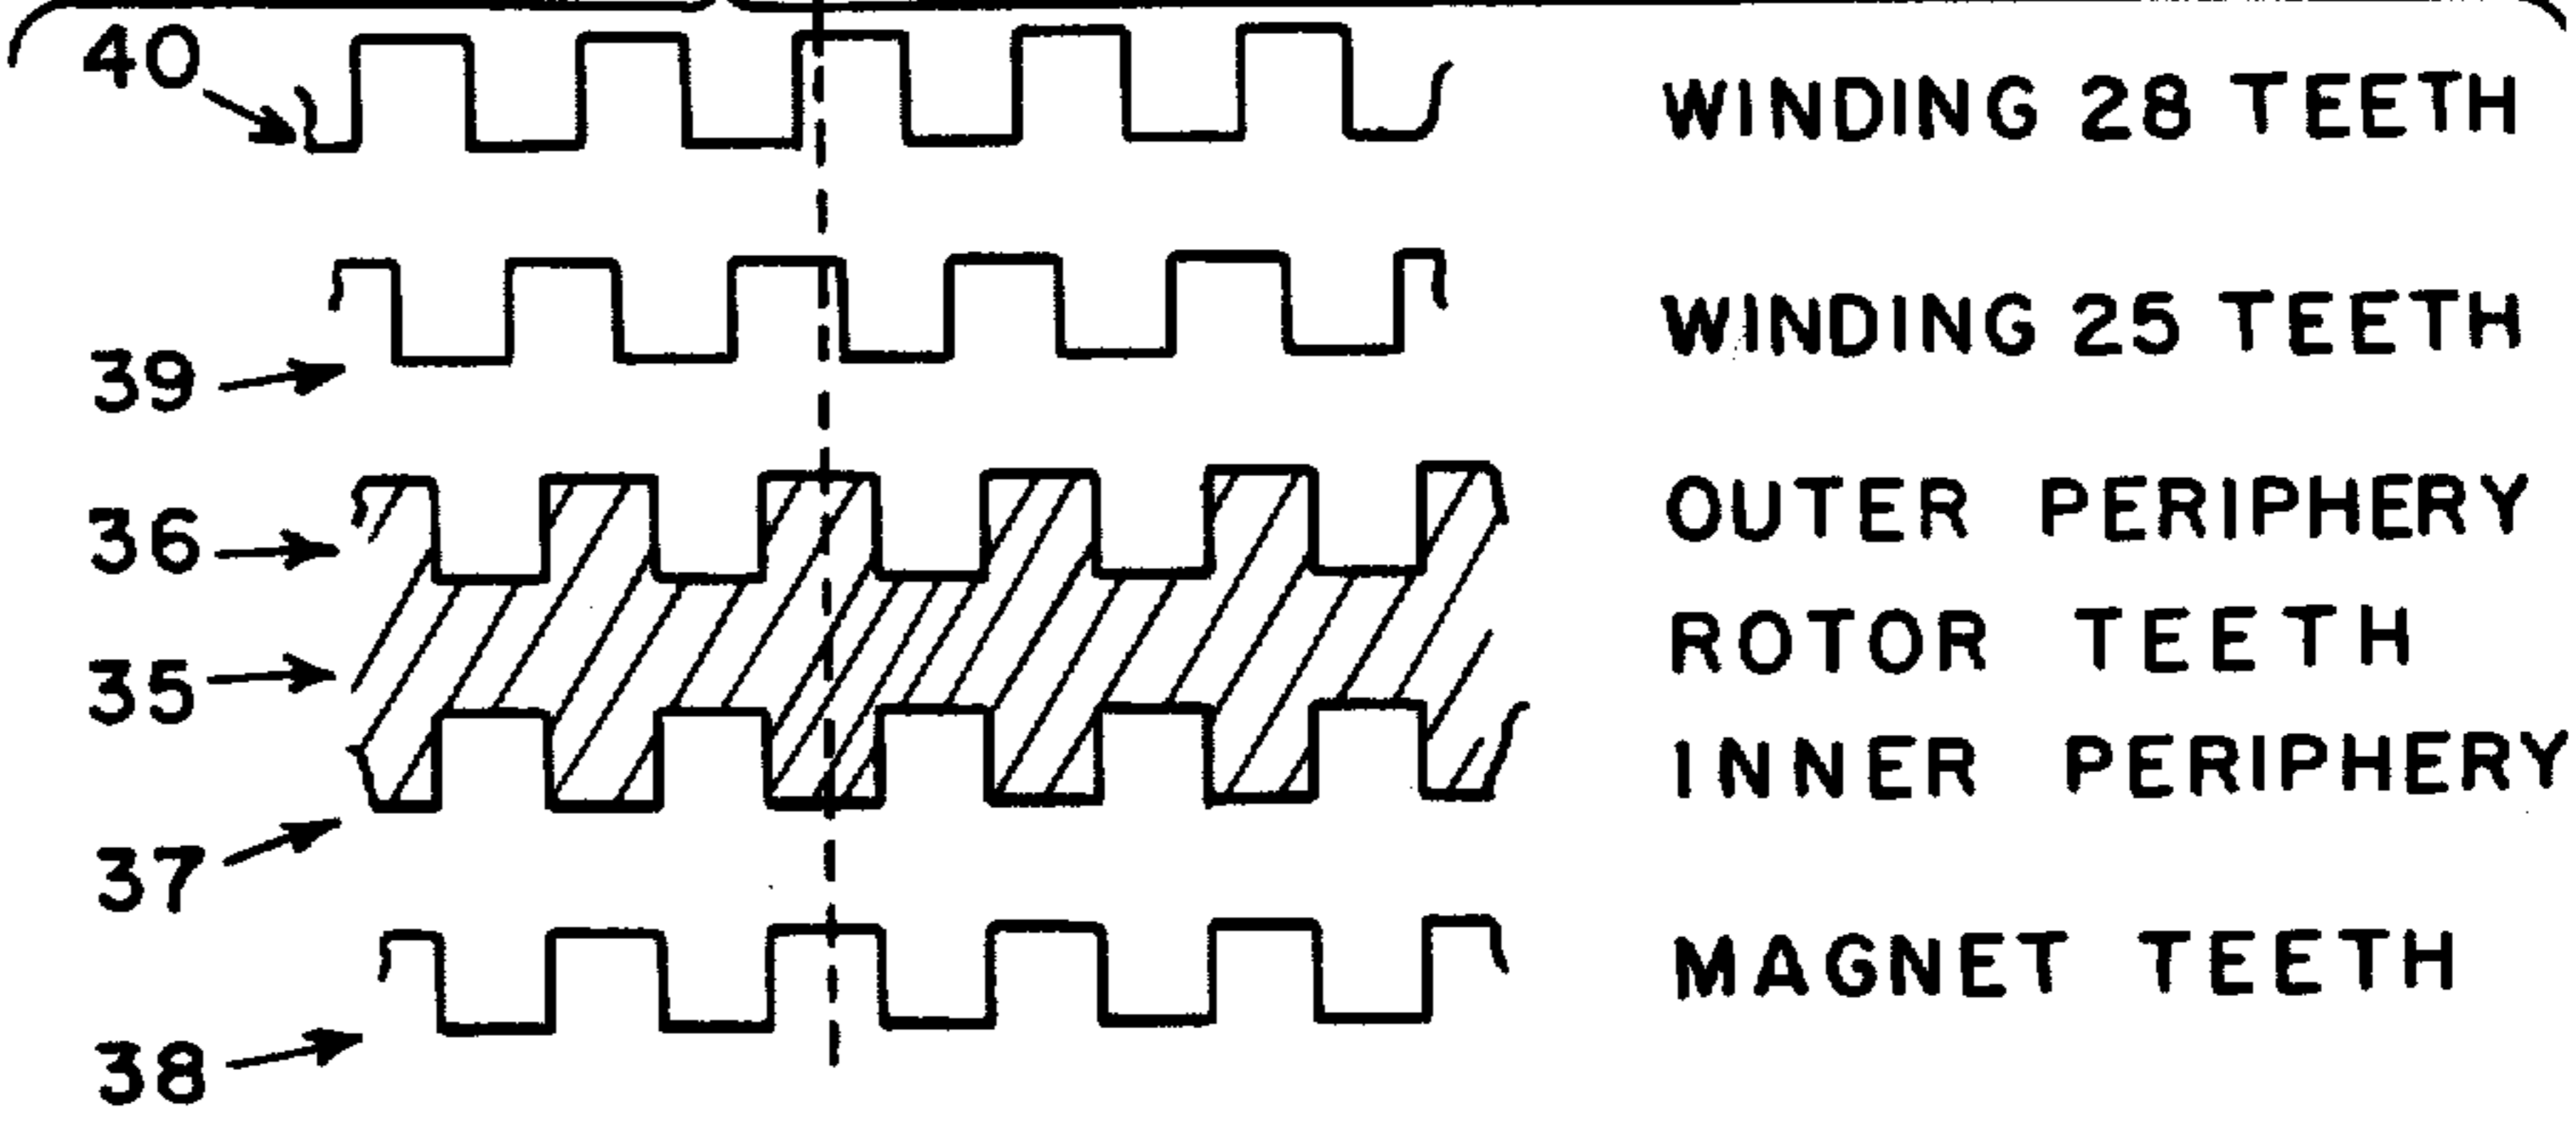 40 WINDING 28 TEETH
39 WINDING 25 TEETH
36 OUTER PERIPHERY
35 ROTOR TEETH
37 INNER PERIPHERY
38 MAGNET TEETH